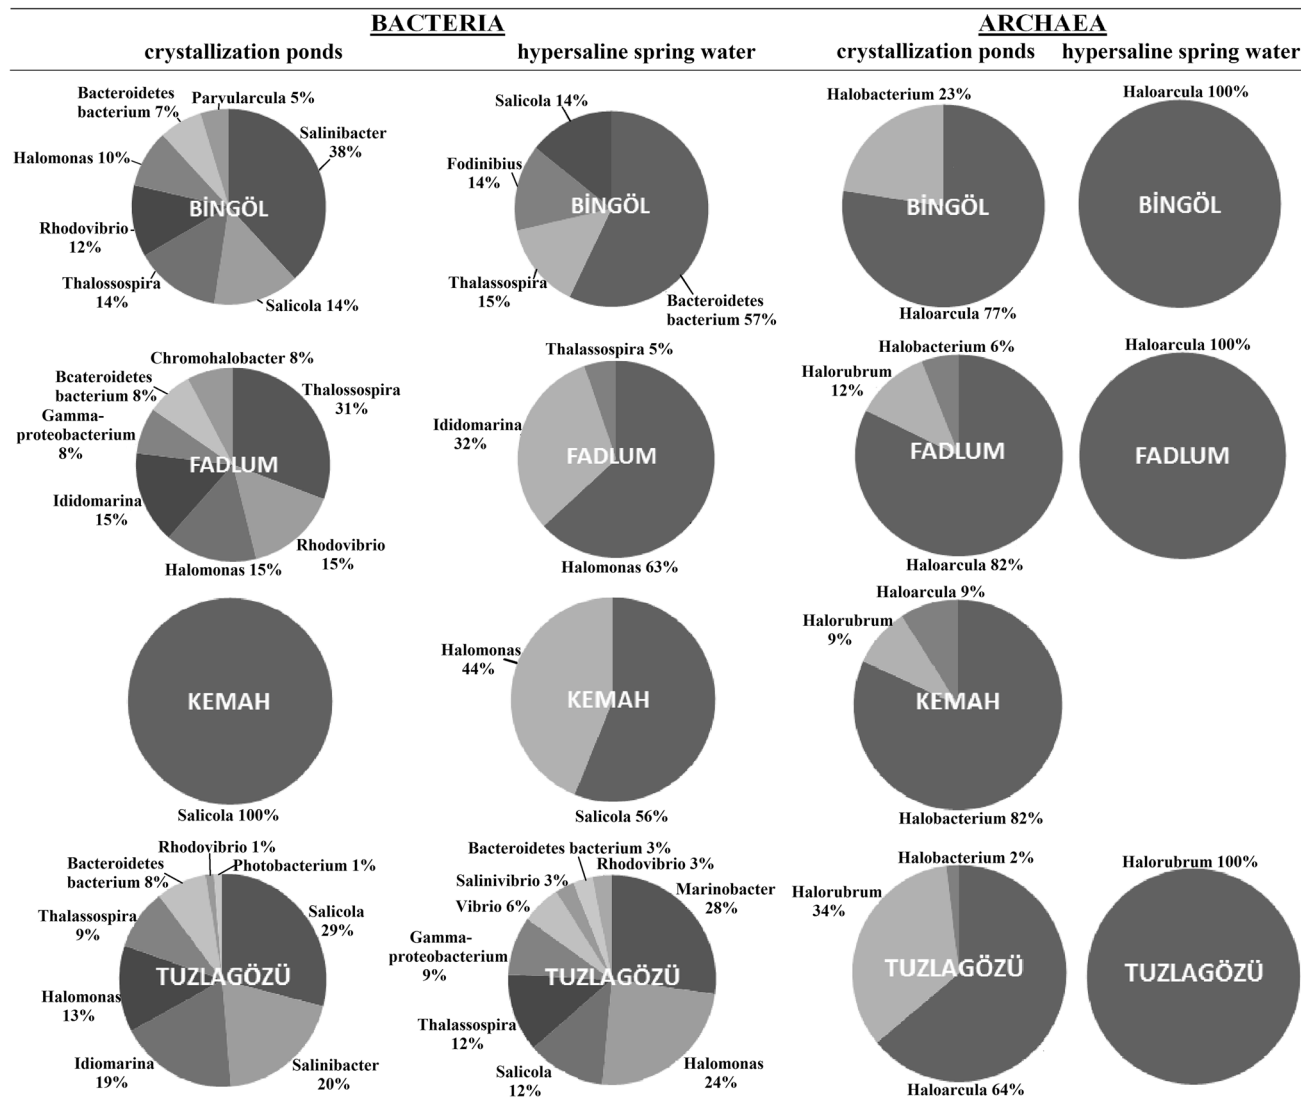 BACTERIA
ARCHAEA
crystallization ponds
hypersaline spring water
crystallization ponds
hypersaline spring water
Bacteroidetes
bacterium 7%
Parvularcula 5%
Salinibacter
38%
Halomonas 10%
BİNGÖL
Rhodovibrio
12%
Thalossospira
14%
Salicola 14%
Salicola 14%
Fodinibius
14%
BİNGÖL
Thalassospira
15%
Bacteroidetes
bacterium 57%
Halobacterium 23%
BİNGÖL
Haloarcula 77%
Haloarcula 100%
BİNGÖL
Chromohalobacter 8%
Bcateroidetes
bacterium 8%
Thalossospira
31%
Gamma-
proteobacterium
8%
FADLUM
Ididomarina
15%
Rhodovibrio
15%
Halomonas 15%
Thalassospira 5%
Ididomarina
32%
FADLUM
Halomonas 63%
Halobacterium 6%
Halorubrum
12%
FADLUM
Haloarcula 82%
Haloarcula 100%
FADLUM
KEMAH
Salicola 100%
Halomonas
44%
KEMAH
Salicola 56%
Haloarcula 9%
Halorubrum
9%
KEMAH
Halobacterium 82%
Rhodovibrio 1%
Bacteroidetes
bacterium 8%
Photobacterium 1%
Thalassospira
9%
Salicola
29%
TUZLAGÖZÜ
Halomonas
13%
Idiomarina
19%
Salinibacter
20%
Bacteroidetes bacterium 3%
Rhodovibrio 3%
Salinivibrio 3%
Marinobacter
28%
Vibrio 6%
Gamma-
proteobacterium
9%
TUZLAGÖZÜ
Thalassospira
12%
Salicola
12%
Halomonas
24%
Halobacterium 2%
Halorubrum
34%
TUZLAGÖZÜ
Haloarcula 64%
Halorubrum 100%
TUZLAGÖZÜ